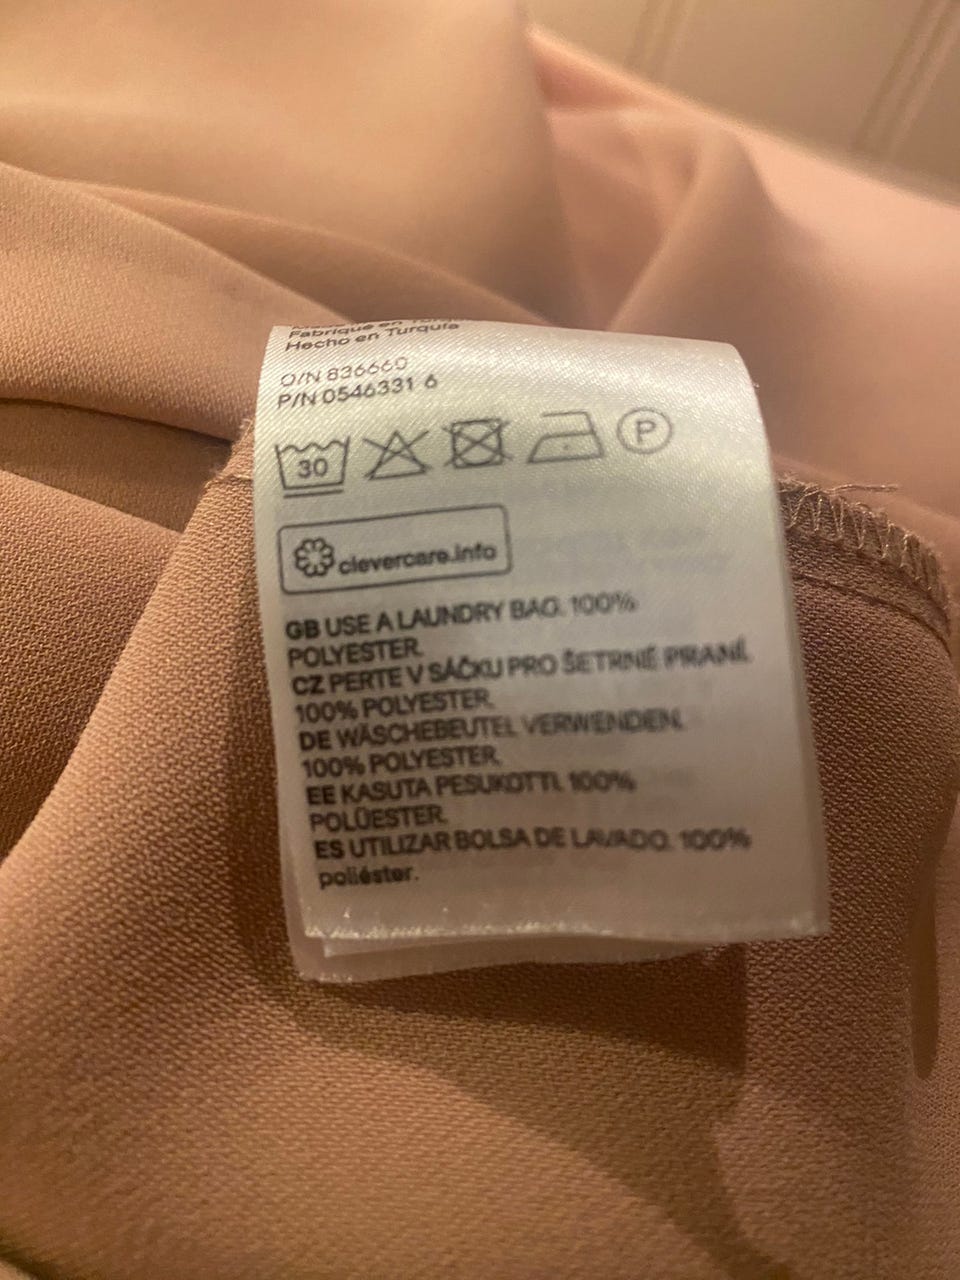 Fabriqué en Turquie
Hecho en Turquía
O/N 836660
P/N 0546331 6
30
P
clevercare.info
GB USE A LAUNDRY BAG. 100%
POLYESTER.
CZ PERTE V SÁČKU PRO ŠETRNÉ PRANÍ.
100% POLYESTER.
DE WÄSCHEBEUTEL VERWENDEN.
100% POLYESTER.
EE KASUTA PESUKOTTI. 100%
POLÜESTER.
ES UTILIZAR BOLSA DE LAVADO. 100%
poliéster.